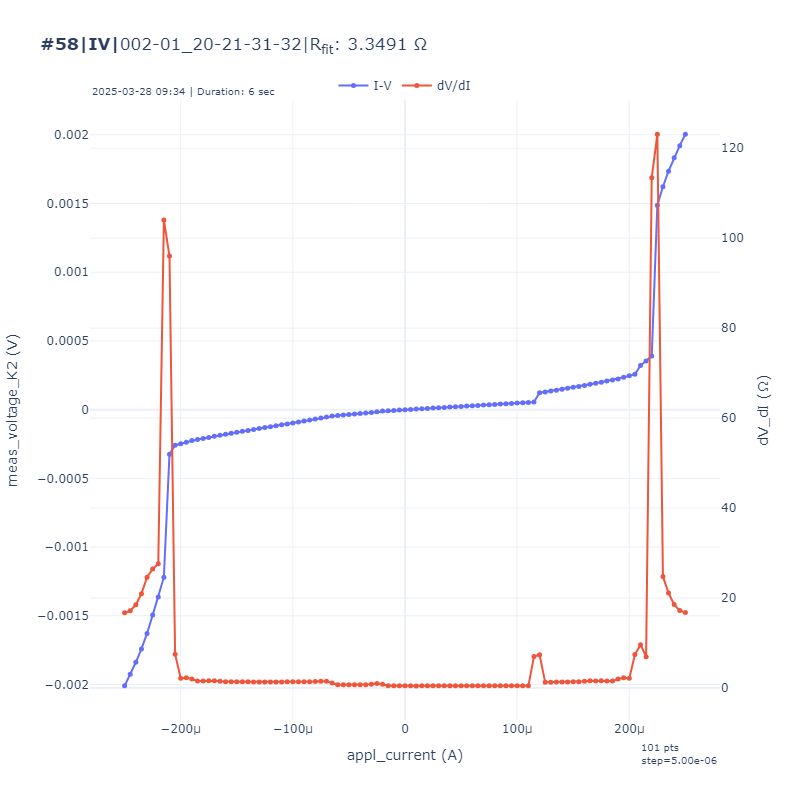 #58|IV|002-01_20-21-31-32|Rfit: 3.3491 Ω
2025-03-28 09:34 | Duration: 6 sec
I-V
dV/dI
0.002
0.0015
0.001
0.0005
0
−0.0005
−0.001
−0.0015
−0.002
meas_voltage_K2 (V)
120
100
80
60
40
20
0
dV_dI (Ω)
−200μ
−100μ
0
100μ
200μ
appl_current (A)
101 pts
step=5.00e-06